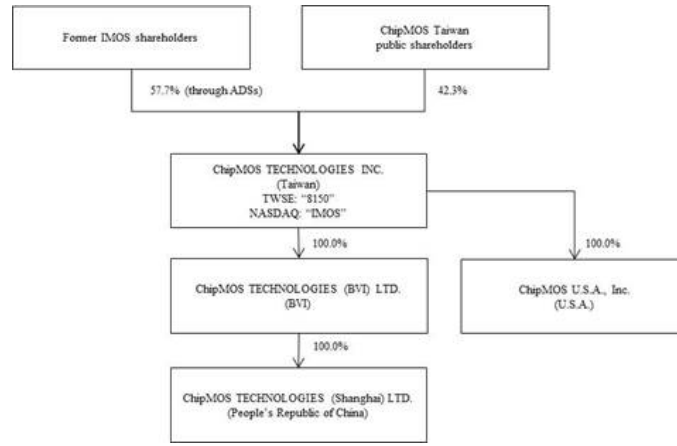 Former IMOS shareholders
ChipMOS Taiwan
public shareholders
57.7% (through ADSs)
42.3%
ChipMOS TECHNOLOGIES INC.
(Taiwan)
TWSE: “8150”
NASDAQ: “IMOS”
100.0%
100.0%
ChipMOS TECHNOLOGIES (BVI) LTD.
(BVI)
ChipMOS U.S.A., Inc.
(U.S.A.)
100.0%
ChipMOS TECHNOLOGIES (Shanghai) LTD.
(People’s Republic of China)